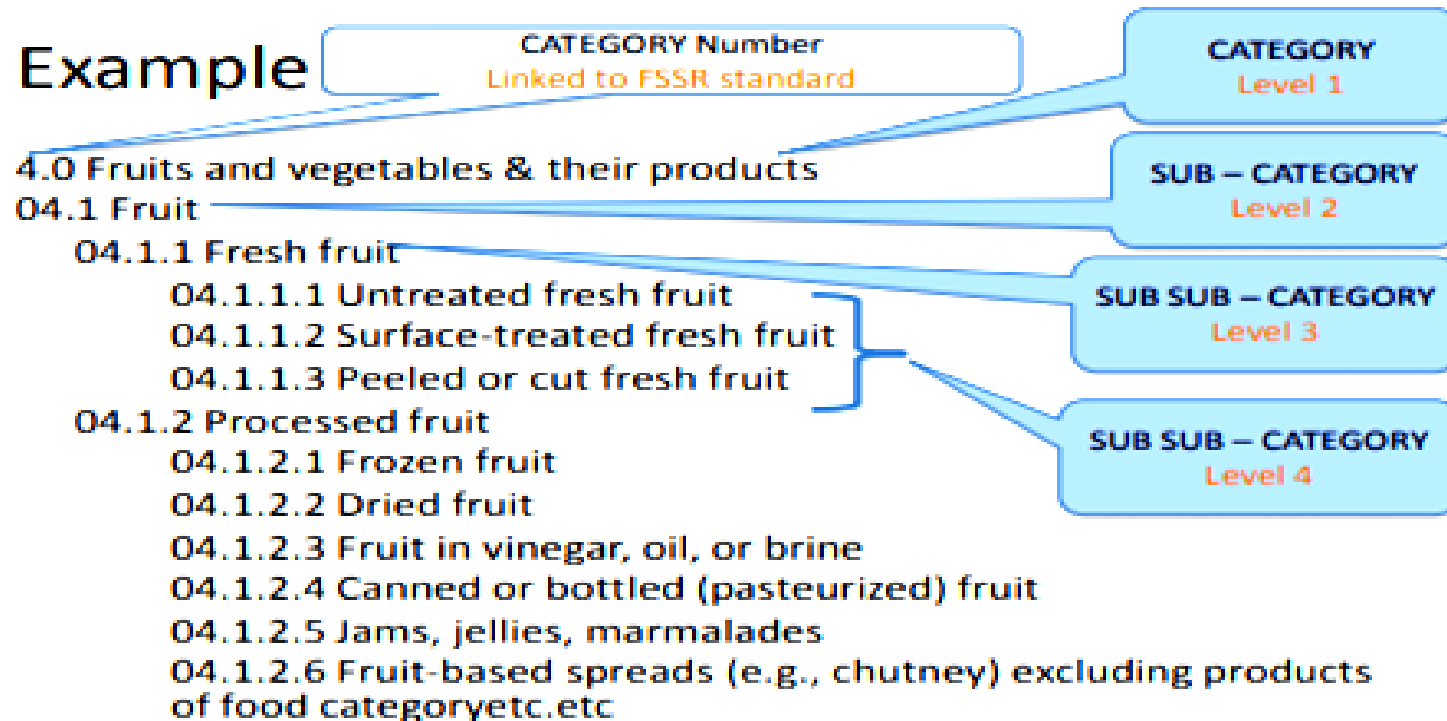 Example
CATEGORY Number
Linked to FSSR standard
CATEGORY
Level 1
4.0 Fruits and vegetables & their products
SUB – CATEGORY
Level 2
04.1 Fruit
04.1.1 Fresh fruit
SUB SUB – CATEGORY
Level 3
04.1.1.1 Untreated fresh fruit
04.1.1.2 Surface-treated fresh fruit
04.1.1.3 Peeled or cut fresh fruit
SUB SUB – CATEGORY
Level 4
04.1.2 Processed fruit
04.1.2.1 Frozen fruit
04.1.2.2 Dried fruit
04.1.2.3 Fruit in vinegar, oil, or brine
04.1.2.4 Canned or bottled (pasteurized) fruit
04.1.2.5 Jams, jellies, marmalades
04.1.2.6 Fruit-based spreads (e.g., chutney) excluding products
of food categoryetc.etc